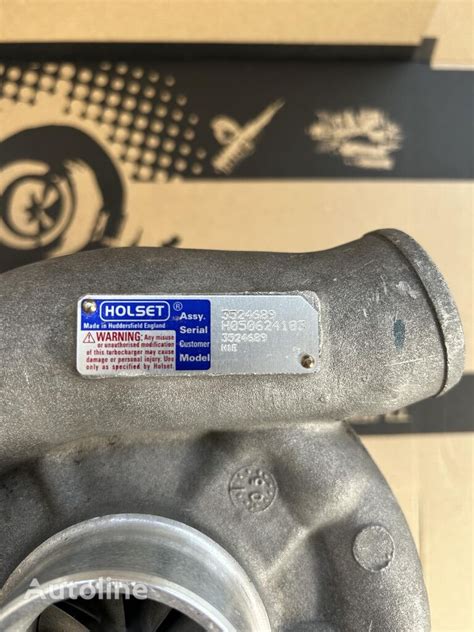 HOLSET ®
Made in Huddersfield England
WARNING: Any misuse
or unauthorised modification
of this turbocharger may cause
damage or personal injury. Use
only as specified by Holset.
Assy. 3524689
Serial H050624183
Customer 3524689
Model H1E
Autoline